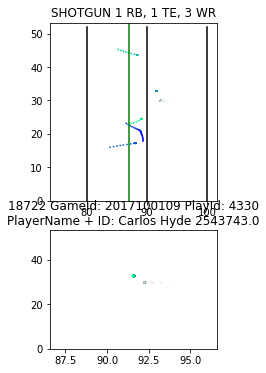 SHOTGUN 1 RB, 1 TE, 3 WR
50
40
30
20
10
0
80 90 100
18722 GameId: 2017100109 PlayId: 4330
PlayerName + ID: Carlos Hyde 2543743.0
40
20
0
87.5 90.0 92.5 95.0